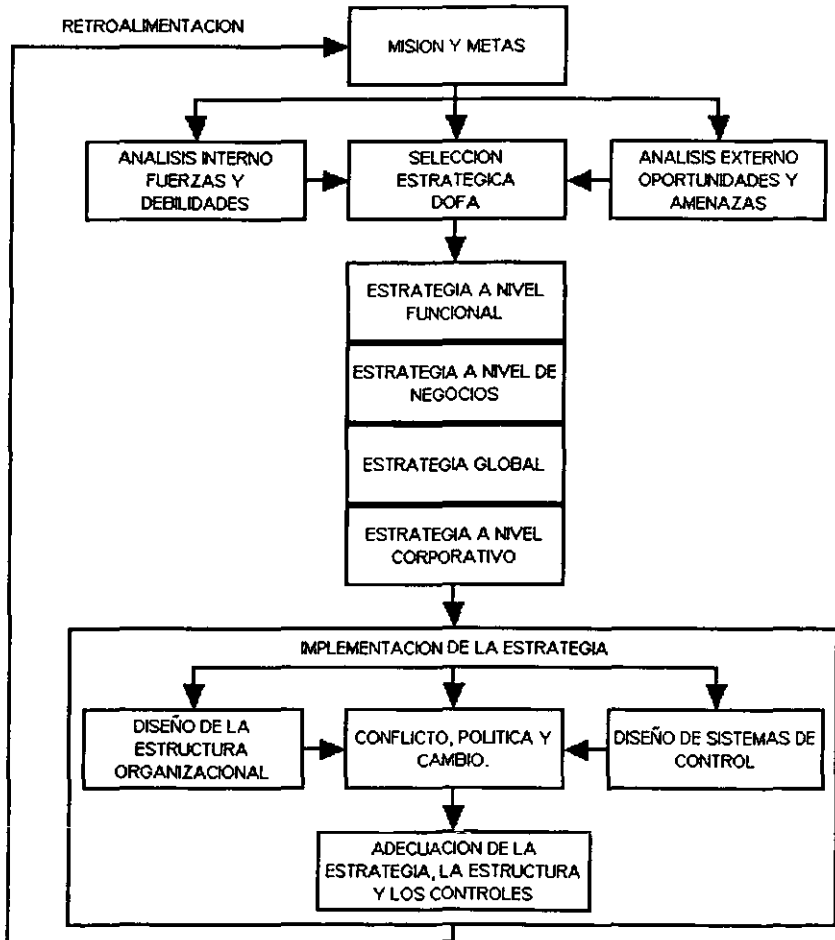 RETROALIMENTACION
MISION Y METAS
ANALISIS INTERNO
FUERZAS Y
DEBILIDADES
SELECCION
ESTRATEGICA
DOFA
ANALISIS EXTERNO
OPORTUNIDADES Y
AMENAZAS
ESTRATEGIA A NIVEL
FUNCIONAL
ESTRATEGIA A NIVEL DE
NEGOCIOS
ESTRATEGIA GLOBAL
ESTRATEGIA A NIVEL
CORPORATIVO
IMPLEMENTACION DE LA ESTRATEGIA
DISEÑO DE LA
ESTRUCTURA
ORGANIZACIONAL
CONFLICTO, POLITICA Y
CAMBIO.
DISEÑO DE SISTEMAS DE
CONTROL
ADECUACION DE LA
ESTRATEGIA, LA ESTRUCTURA
Y LOS CONTROLES